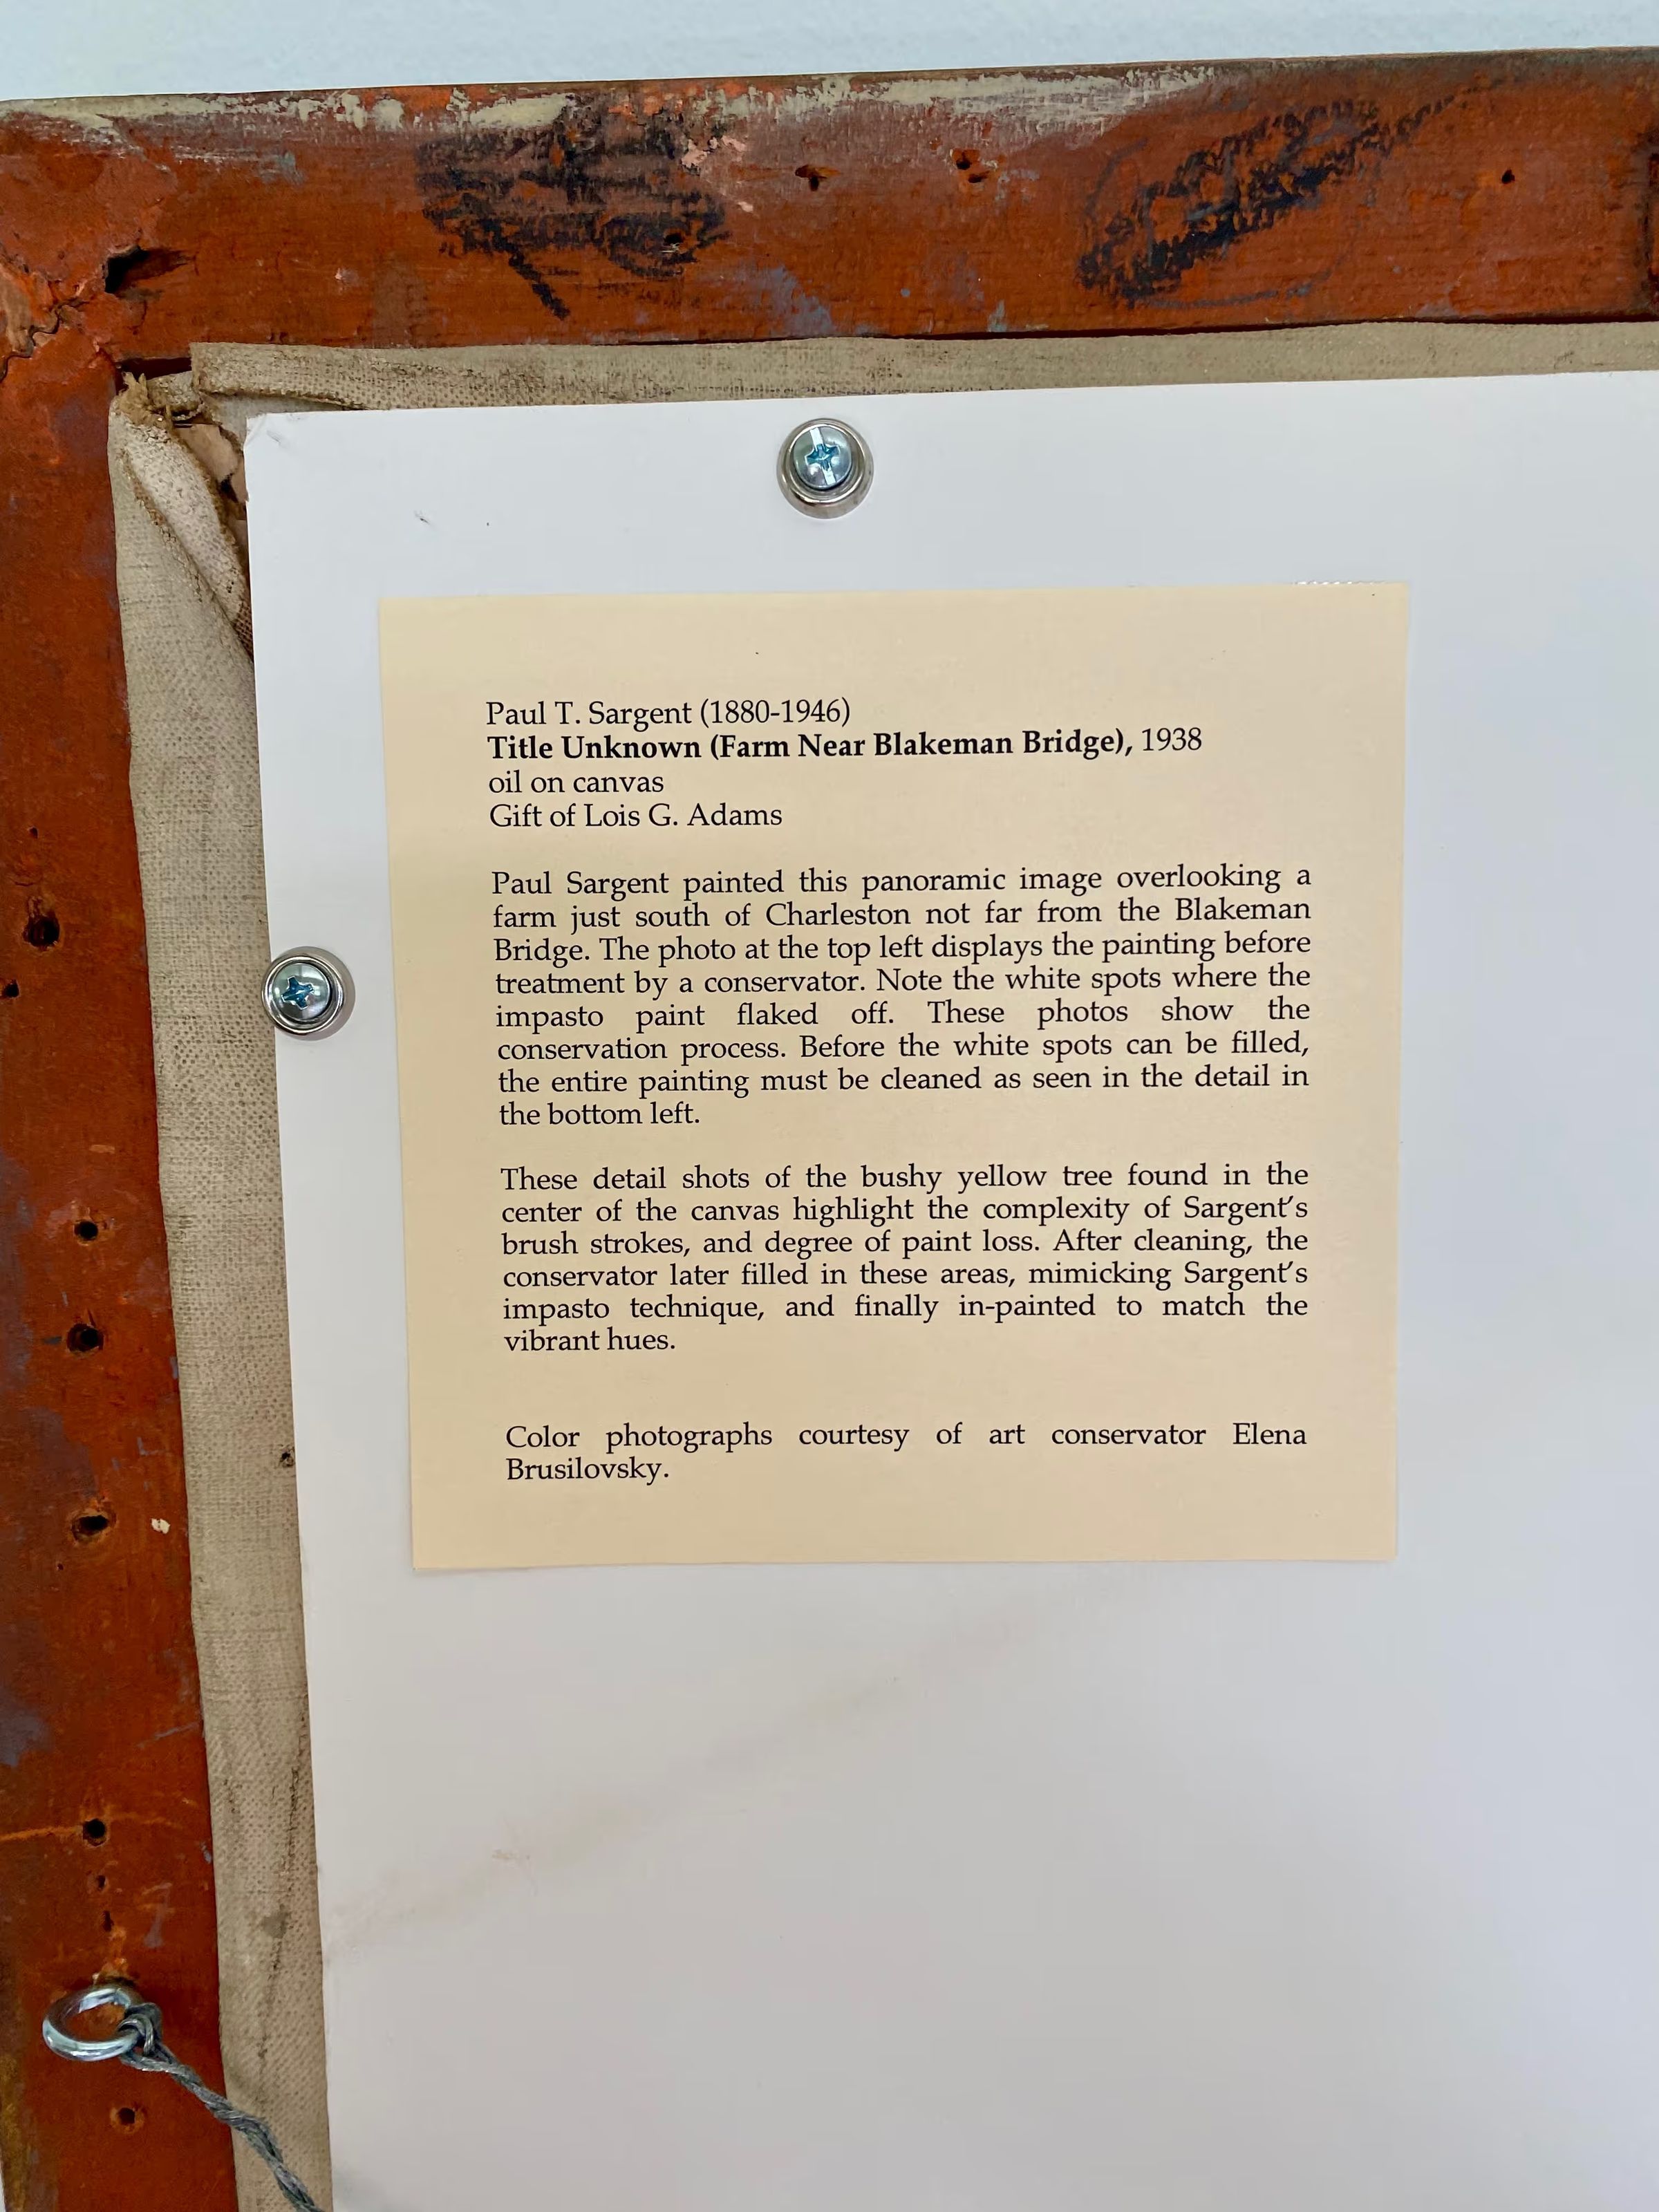 Paul T. Sargent (1880-1946)
Title Unknown (Farm Near Blakeman Bridge), 1938
oil on canvas
Gift of Lois G. Adams
Paul Sargent painted this panoramic image overlooking a
farm just south of Charleston not far from the Blakeman
Bridge. The photo at the top left displays the painting before
treatment by a conservator. Note the white spots where the
impasto paint flaked off. These photos show the
conservation process. Before the white spots can be filled,
the entire painting must be cleaned as seen in the detail in
the bottom left.
These detail shots of the bushy yellow tree found in the
center of the canvas highlight the complexity of Sargent's
brush strokes, and degree of paint loss. After cleaning, the
conservator later filled in these areas, mimicking Sargent's
impasto technique, and finally in-painted to match the
vibrant hues.
Color photographs courtesy of art conservator Elena
Brusilovsky.